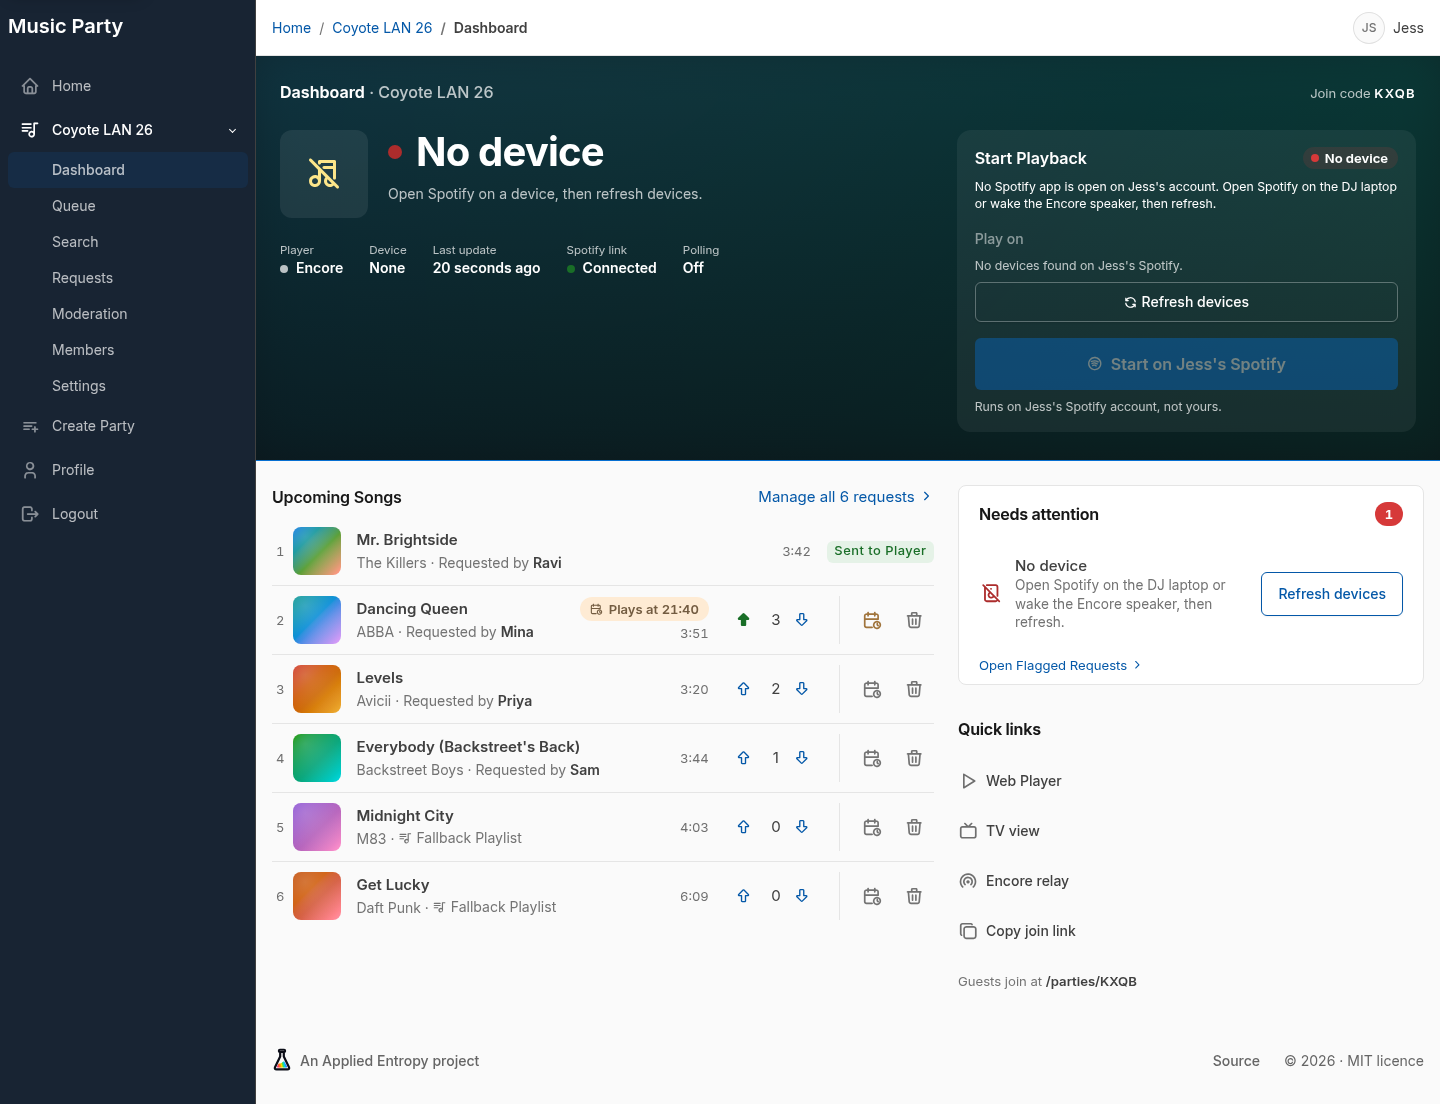 Music Party
Home
Coyote LAN 26
Dashboard
Queue
Search
Requests
Moderation
Members
Settings
Create Party
Profile
Logout
Home / Coyote LAN 26 / Dashboard
JS Jess
Dashboard · Coyote LAN 26
Join code KXQB
No device
Open Spotify on a device, then refresh devices.
Player
Encore
Device
None
Last update
20 seconds ago
Spotify link
Connected
Polling
Off
Start Playback
No device
No Spotify app is open on Jess's account. Open Spotify on the DJ laptop
or wake the Encore speaker, then refresh.
Play on
No devices found on Jess's Spotify.
Refresh devices
Start on Jess's Spotify
Runs on Jess's Spotify account, not yours.
Upcoming Songs
Manage all 6 requests
1
Mr. Brightside
The Killers · Requested by Ravi
3:42
Sent to Player
2
Dancing Queen
ABBA · Requested by Mina
Plays at 21:40
3:51
3
3
Levels
Avicii · Requested by Priya
3:20
2
4
Everybody (Backstreet's Back)
Backstreet Boys · Requested by Sam
3:44
1
5
Midnight City
M83 · Fallback Playlist
4:03
0
6
Get Lucky
Daft Punk · Fallback Playlist
6:09
0
Needs attention
1
No device
Open Spotify on the DJ laptop or
wake the Encore speaker, then
refresh.
Refresh devices
Open Flagged Requests
Quick links
Web Player
TV view
Encore relay
Copy join link
Guests join at /parties/KXQB
An Applied Entropy project
Source
© 2026 · MIT licence